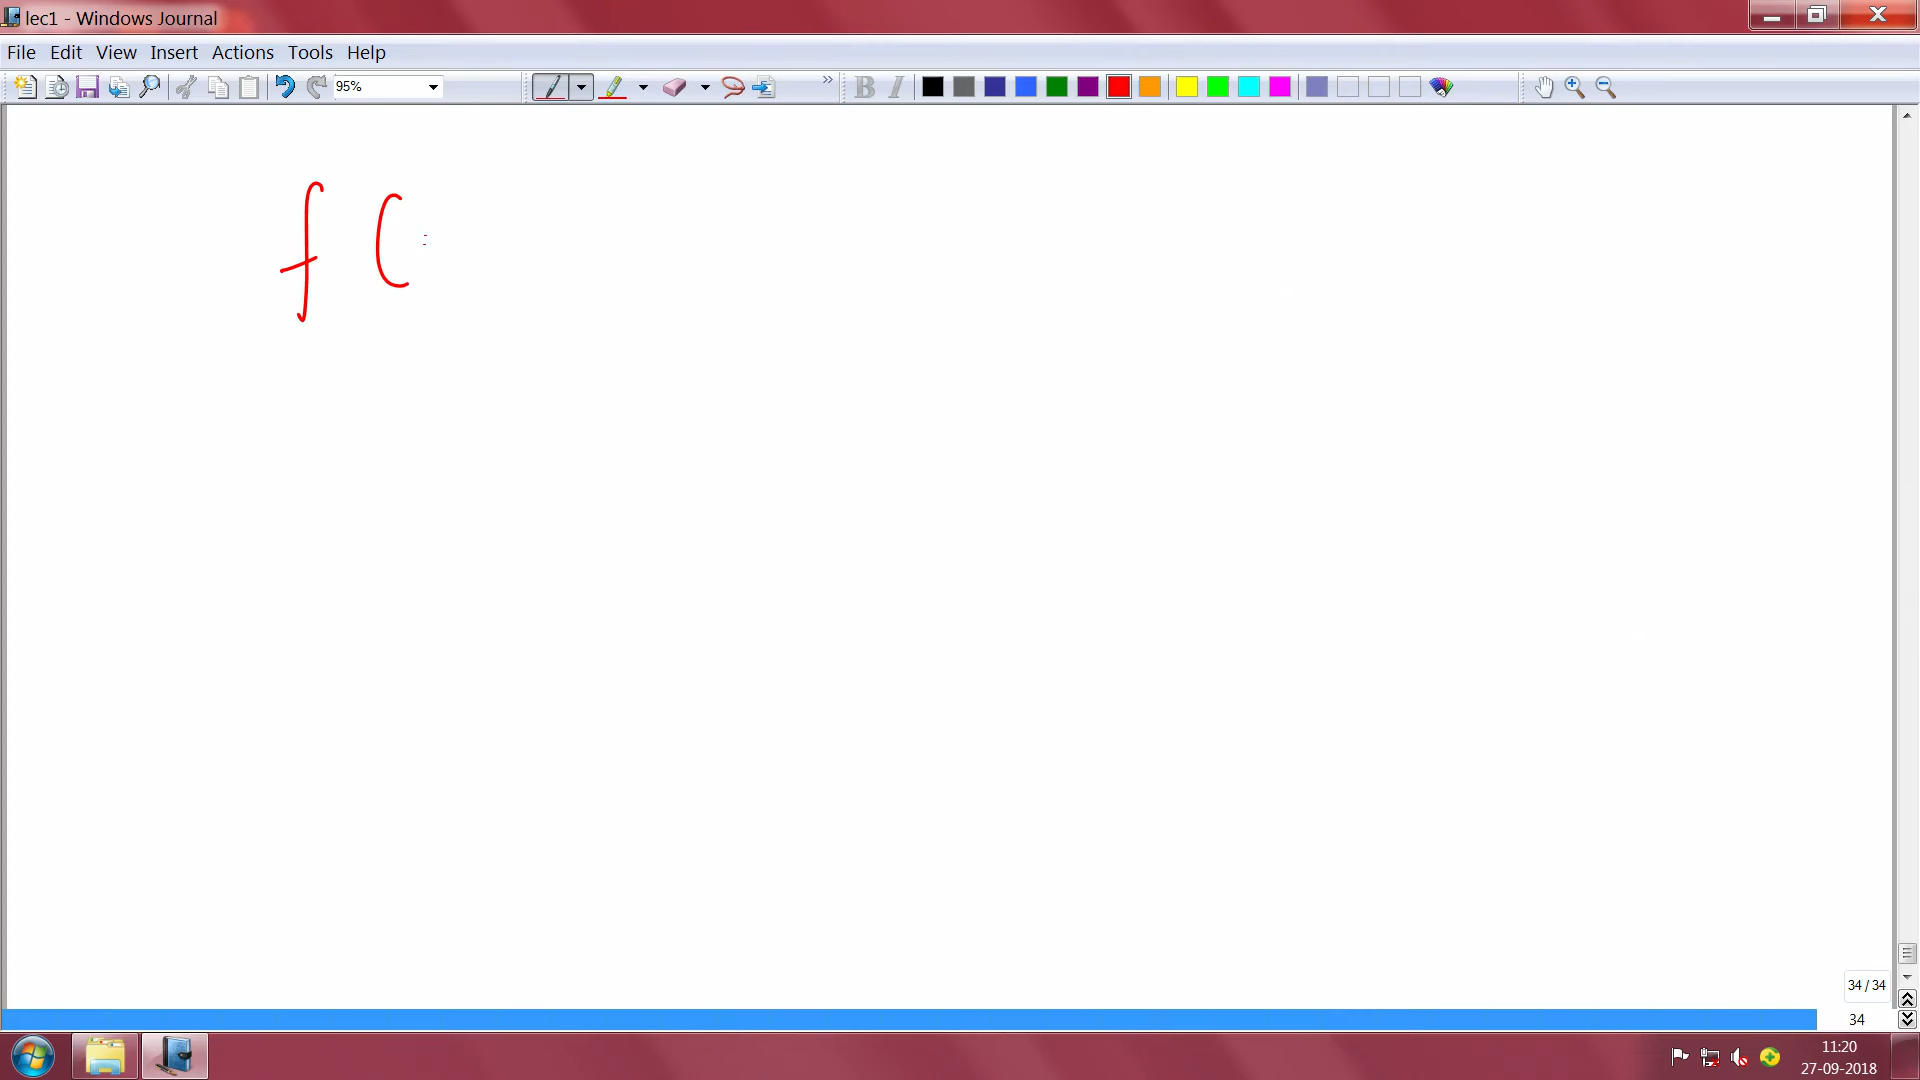 lec1 - Windows Journal
File Edit View Insert Actions Tools Help
95%
B I
f (
34 / 34
34
11:20
27-09-2018